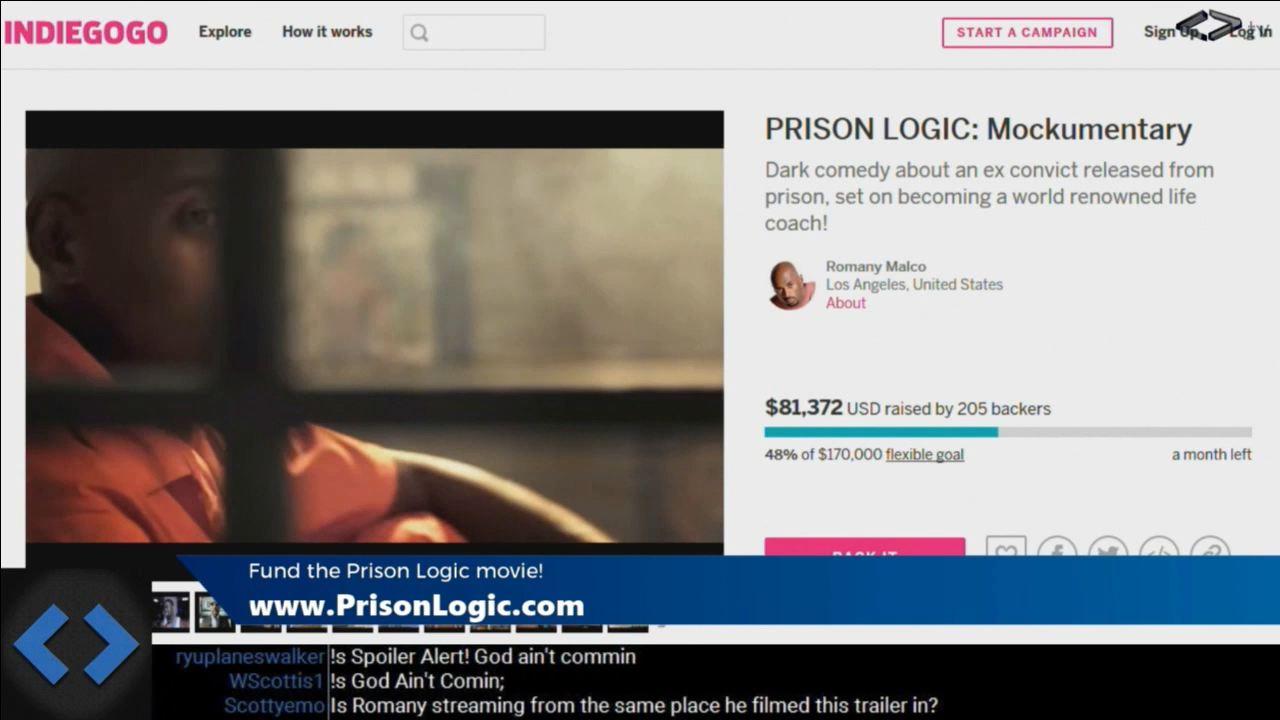 INDIEGOGO
Explore
How it works
START A CAMPAIGN
Sign Up
Log In
PRISON LOGIC: Mockumentary
Dark comedy about an ex convict released from
prison, set on becoming a world renowned life
coach!
Romany Malco
Los Angeles, United States
About
$81,372 USD raised by 205 backers
48% of $170,000 flexible goal
a month left
BACK IT
Fund the Prison Logic movie!
www.PrisonLogic.com
ryuplaneswalker !s Spoiler Alert! God ain't commin
WScottis1 !s God Ain't Comin;
Scottyemo Is Romany streaming from the same place he filmed this trailer in?